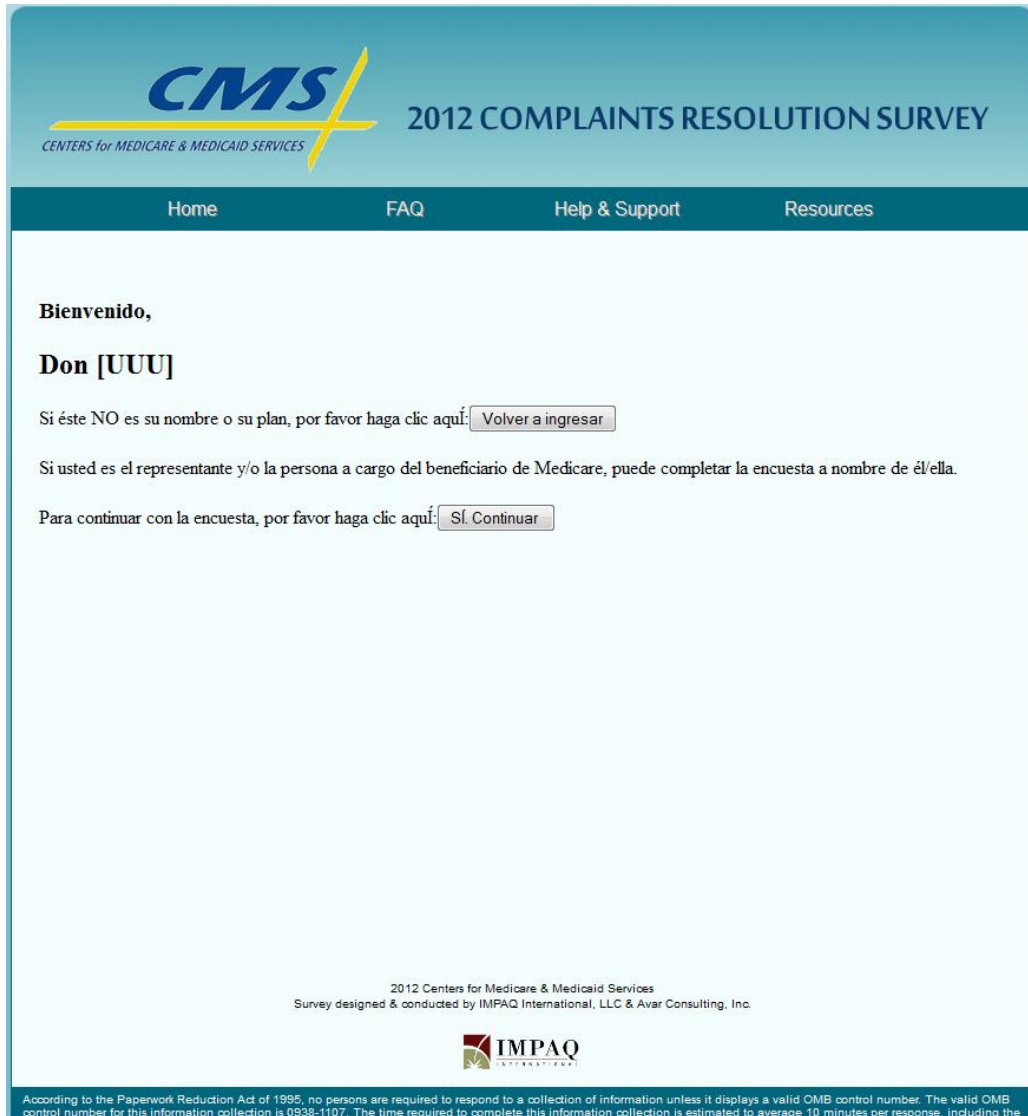 CMS
CENTERS for MEDICARE & MEDICAID SERVICES
2012 COMPLAINTS RESOLUTION SURVEY
Home FAQ Help & Support Resources
Bienvenido,
Don [UUU]
Si éste NO es su nombre o su plan, por favor haga clic aquÍ: Volver a ingresar
Si usted es el representante y/o la persona a cargo del beneficiario de Medicare, puede completar la encuesta a nombre de él/ella.
Para continuar con la encuesta, por favor haga clic aquÍ: SÍ. Continuar
2012 Centers for Medicare & Medicaid Services
Survey designed & conducted by IMPAQ International, LLC & Avar Consulting, Inc.
IMPAQ
INTERNATIONAL
According to the Paperwork Reduction Act of 1995, no persons are required to respond to a collection of information unless it displays a valid OMB control number. The valid OMB
control number for this information collection is 0938-1107. The time required to complete this information collection is estimated to average 10 minutes per response, including the